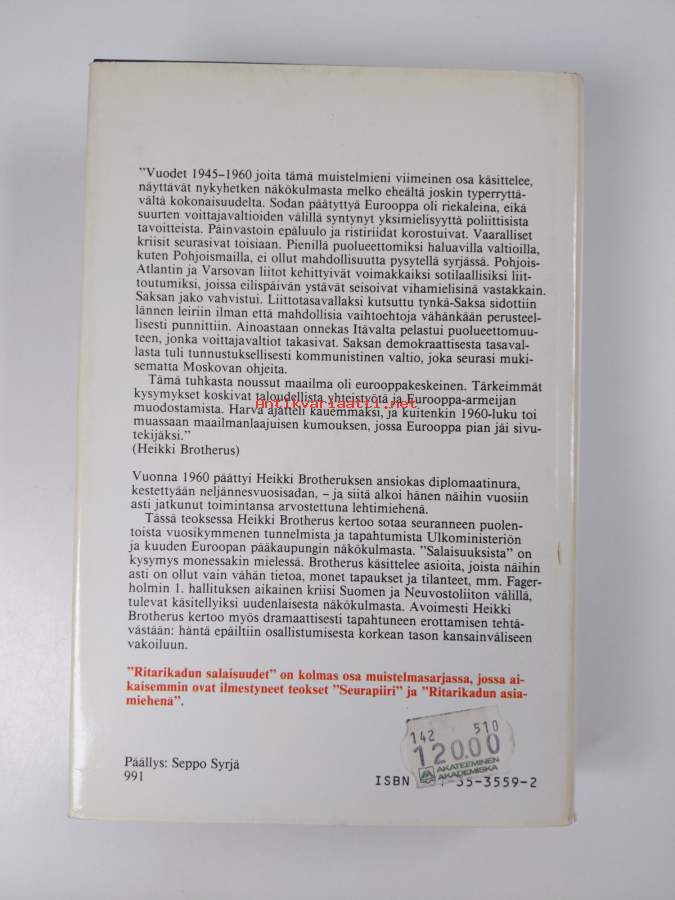 "Vuodet 1945–1960 joita tämä muistelmieni viimeinen osa käsittelee,
näyttävät nykyhetken näkökulmasta melko eheältä joskin typerryttä-
vältä kokonaisuudelta. Sodan päätyttyä Eurooppa oli riekaleina, eikä
suurten voittajavaltioiden välillä syntynyt yksimielisyyttä poliittisista
tavoitteista. Päinvastoin epäluulo ja ristiriidat korostuivat. Vaaralliset
kriisit seurasivat toisiaan. Pienillä puolueettomiksi haluavilla valtioilla,
kuten Pohjoismailla, ei ollut mahdollisuutta pysytellä syrjässä. Pohjois-
Atlantin ja Varsovan liitot kehittyivät voimakkaiksi sotilaallisiksi liit-
toutumiksi, joissa eilispäivän ystävät seisoivat vihamielisinä vastakkain.
Saksan jako vahvistui. Liittotasavallaksi kutsuttu tynkä-Saksa sidottiin
lännen leiriin ilman että mahdollisia vaihtoehtoja vähänkään perusteel-
lisesti punnittiin. Ainoastaan onnekas Itävalta pelastui puolueettomuu-
teen, jonka voittajavaltiot takasivat. Saksan demokraattisesta tasaval-
lasta tuli tunnustuksellisesti kommunistinen valtio, joka seurasi muki-
sematta Moskovan ohjeita.
Tämä tuhkasta noussut maailma oli eurooppakeskeinen. Tärkeimmät
kysymykset koskivat taloudellista yhteistyötä ja Eurooppa-armeijan
muodostamista. Harva ajatteli kauemmaksi, ja kuitenkin 1960-luku toi
muassaan maailmanlaajuisen kumouksen, jossa Eurooppa pian jäi sivu-
tekijäksi."
(Heikki Brotherus)
Vuonna 1960 päättyi Heikki Brotheruksen ansiokas diplomaatinura,
kestettyään neljännesvuosisadan, – ja siitä alkoi hänen näihin vuosiin
asti jatkunut toimintansa arvostettuna lehtimiehenä.
Tässä teoksessa Heikki Brotherus kertoo sotaa seuranneen puolen-
toista vuosikymmenen tunnelmista ja tapahtumista Ulkoministeriön
ja kuuden Euroopan pääkaupungin näkökulmasta. "Salaisuuksista" on
kysymys monessakin mielessä. Brotherus käsittelee asioita, joista näihin
asti on ollut vain vähän tietoa, monet tapaukset ja tilanteet, mm. Fager-
holmin 1. hallituksen aikainen kriisi Suomen ja Neuvostoliiton välillä,
tulevat käsitellyiksi uudenlaisesta näkökulmasta. Avoimesti Heikki
Brotherus kertoo myös dramaattisesti tapahtuneen erottamisen tehtä-
västään: häntä epäiltiin osallistumisesta korkean tason kansainväliseen
vakoiluun.
"Ritarikadun salaisuudet" on kolmas osa muistelmasarjassa, jossa ai-
kaisemmin ovat ilmestyneet teokset "Seurapiiri" ja "Ritarikadun asia-
miehenä".
142 510
120.00
AKATEEMINEN
AKADEMISKA
Päällys: Seppo Syrjä
991
ISBN -35-3559-2
Antikvariaatti.net